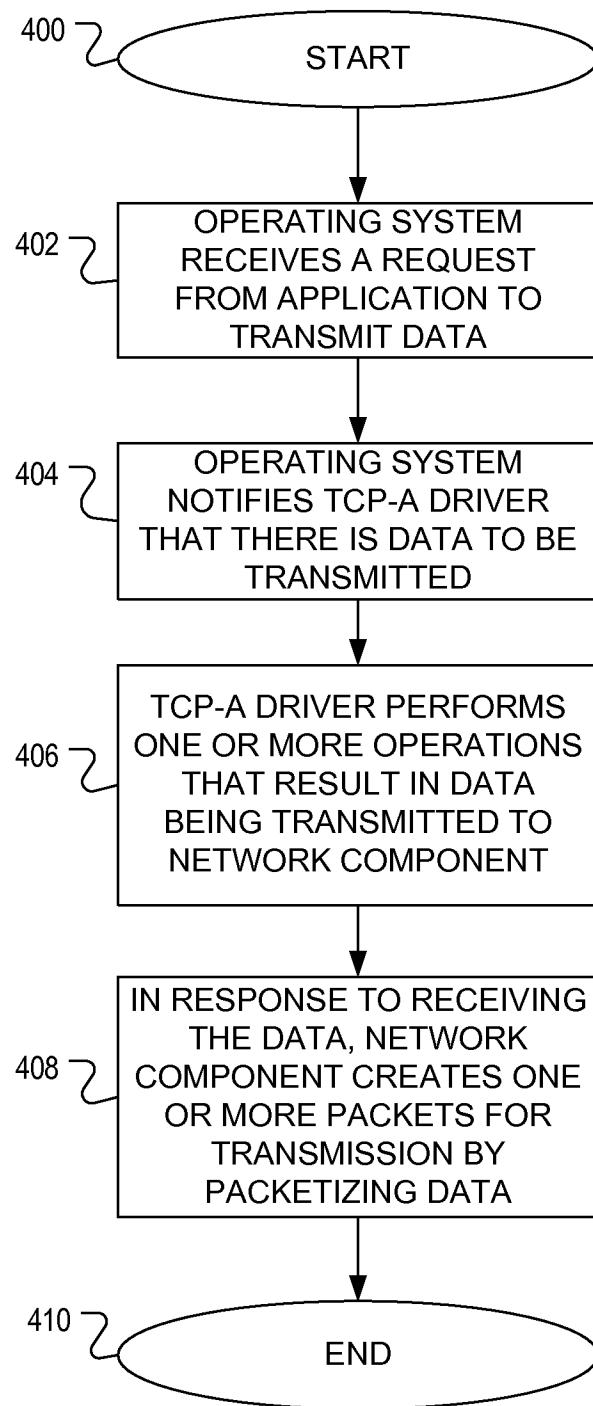 400
START
402
OPERATING SYSTEM
RECEIVES A REQUEST
FROM APPLICATION TO
TRANSMIT DATA
404
OPERATING SYSTEM
NOTIFIES TCP-A DRIVER
THAT THERE IS DATA TO BE
TRANSMITTED
406
TCP-A DRIVER PERFORMS
ONE OR MORE OPERATIONS
THAT RESULT IN DATA
BEING TRANSMITTED TO
NETWORK COMPONENT
408
IN RESPONSE TO RECEIVING
THE DATA, NETWORK
COMPONENT CREATES ONE
OR MORE PACKETS FOR
TRANSMISSION BY
PACKETIZING DATA
410
END